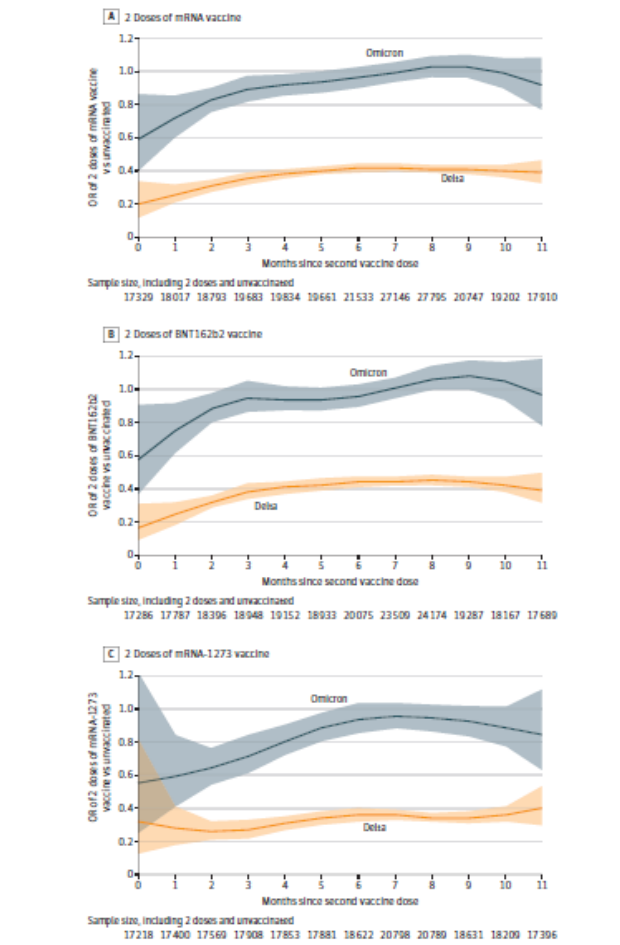 A 2 Doses of mRNA vaccine
OR of 2 doses of mRNA vaccine
vs unvaccinated
1.2
1.0
0.8
0.6
0.4
0.2
0
Omicron
Delta
0 1 2 3 4 5 6 7 8 9 10 11
Months since second vaccine dose
Sample size, including 2 doses and unvaccinated
17329 18017 18793 19683 19834 19661 21533 27146 27795 20747 19202 17910
B 2 Doses of BNT162b2 vaccine
OR of 2 doses of BNT162b2
vaccine vs unvaccinated
1.2
1.0
0.8
0.6
0.4
0.2
0
Omicron
Delta
0 1 2 3 4 5 6 7 8 9 10 11
Months since second vaccine dose
Sample size, including 2 doses and unvaccinated
17286 17787 18396 18948 19152 18933 20075 23509 24174 19287 18167 17689
C 2 Doses of mRNA-1273 vaccine
OR of 2 doses of mRNA-1273
vaccine vs unvaccinated
1.2
1.0
0.8
0.6
0.4
0.2
0
Omicron
Delta
0 1 2 3 4 5 6 7 8 9 10 11
Months since second vaccine dose
Sample size, including 2 doses and unvaccinated
17218 17400 17569 17908 17853 17881 18622 20798 20789 18631 18209 17396